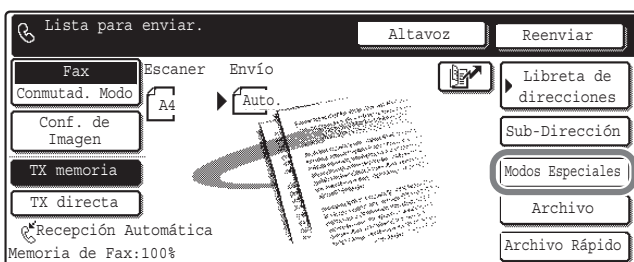 Lista para enviar.
Altavoz
Reenviar
Fax
Conmutad. Modo
Escaner
Envío
A4
Auto.
Libreta de
direcciones
Conf. de
Imagen
Sub-Dirección
TX memoria
Modos Especiales
TX directa
Archivo
Recepción Automática
Memoria de Fax:100%
Archivo Rápido